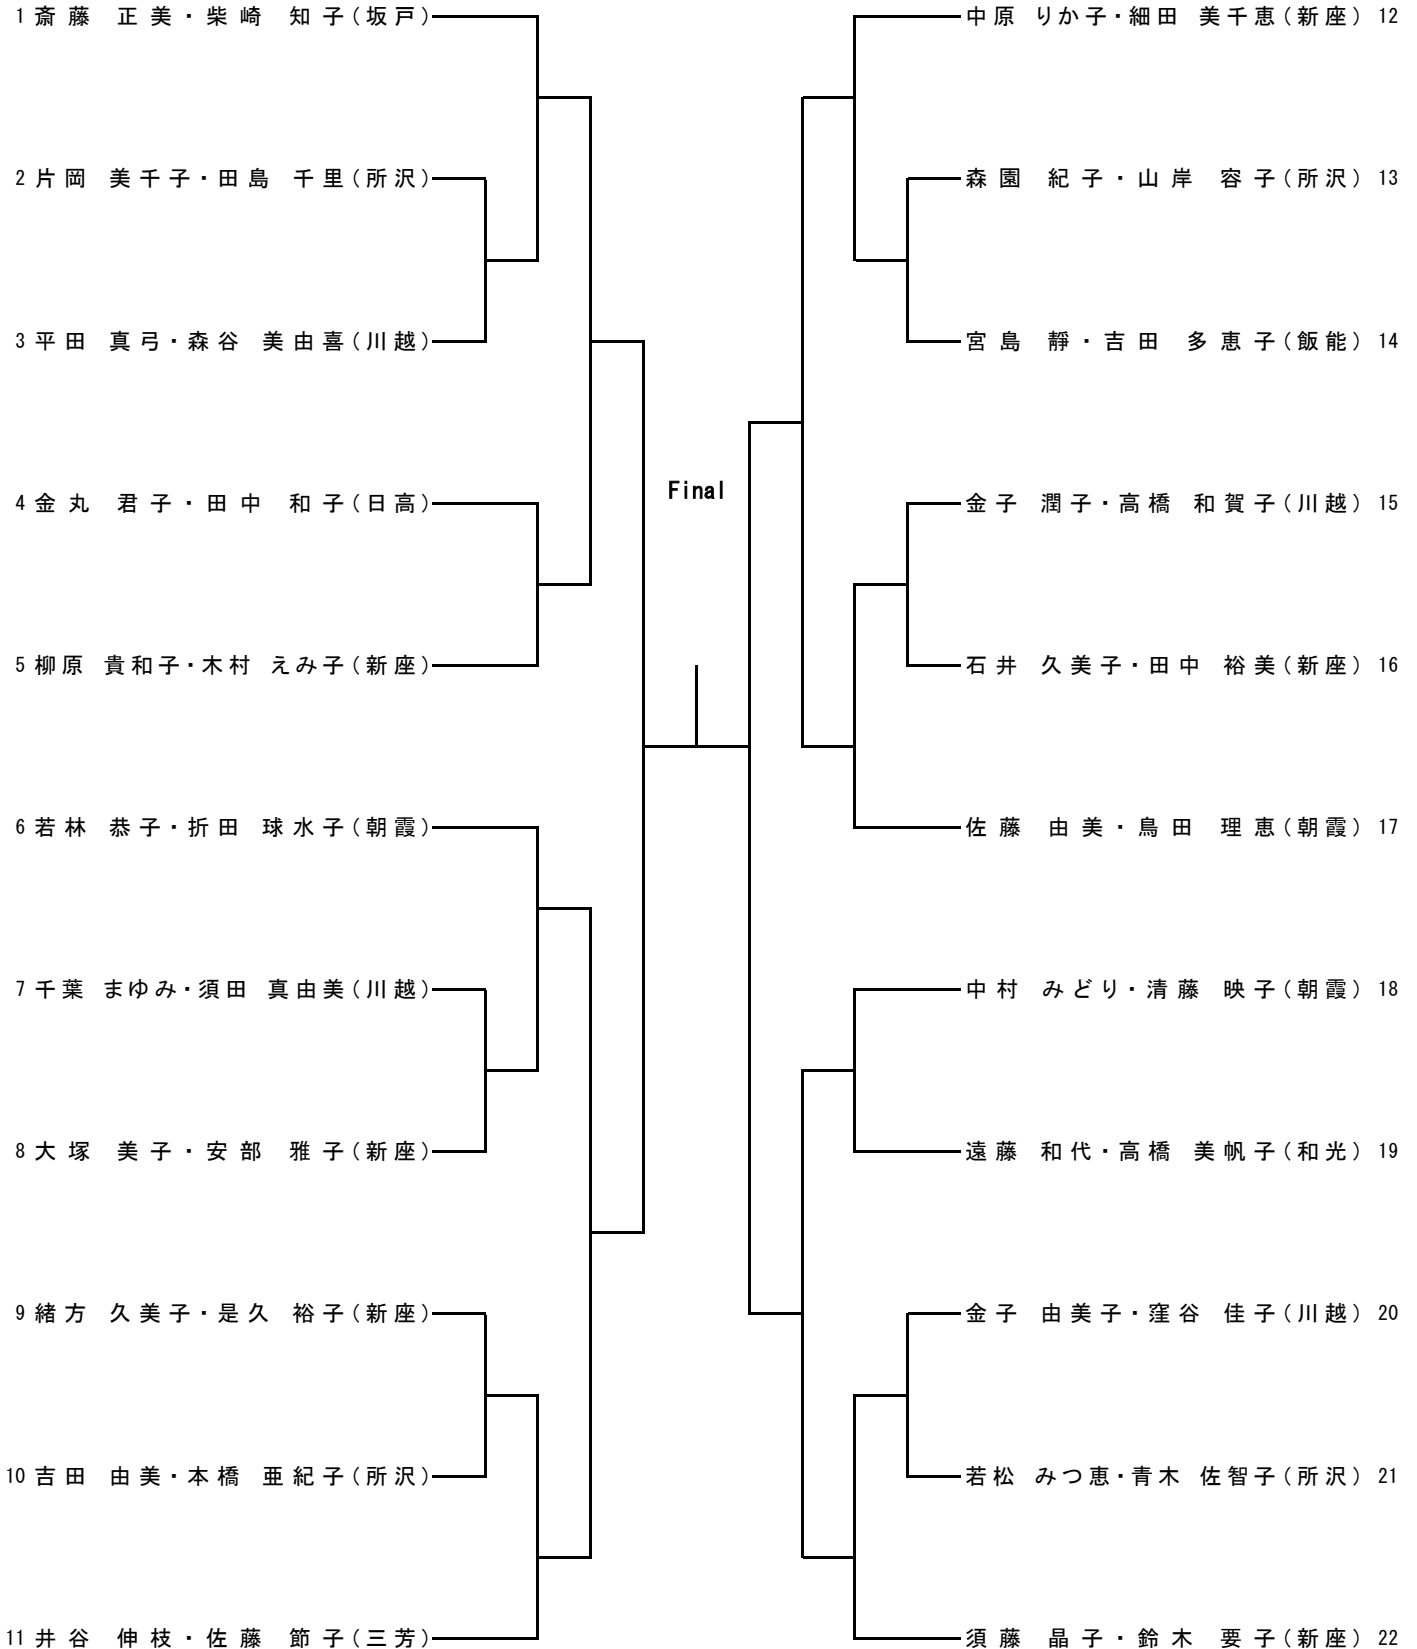 1 斎藤 正美・柴崎 知子(坂戸)
2 片岡 美千子・田島 千里(所沢)
3 平田 真弓・森谷 美由喜(川越)
4 金丸 君子・田中 和子(日高)
5 柳原 貴和子・木村 えみ子(新座)
6 若林 恭子・折田 球水子(朝霞)
7 千葉 まゆみ・須田 真由美(川越)
8 大塚 美子・安部 雅子(新座)
9 緒方 久美子・是久 裕子(新座)
10 吉田 由美・本橋 亜紀子(所沢)
11 井谷 伸枝・佐藤 節子(三芳)
Final
中原 りか子・細田 美千恵(新座) 12
森園 紀子・山岸 容子(所沢) 13
宮島 靜・吉田 多恵子(飯能) 14
金子 潤子・高橋 和賀子(川越) 15
石井 久美子・田中 裕美(新座) 16
佐藤 由美・鳥田 理恵(朝霞) 17
中村 みどり・清藤 映子(朝霞) 18
遠藤 和代・高橋 美帆子(和光) 19
金子 由美子・窪谷 佳子(川越) 20
若松 みつ恵・青木 佐智子(所沢) 21
須藤 晶子・鈴木 要子(新座) 22